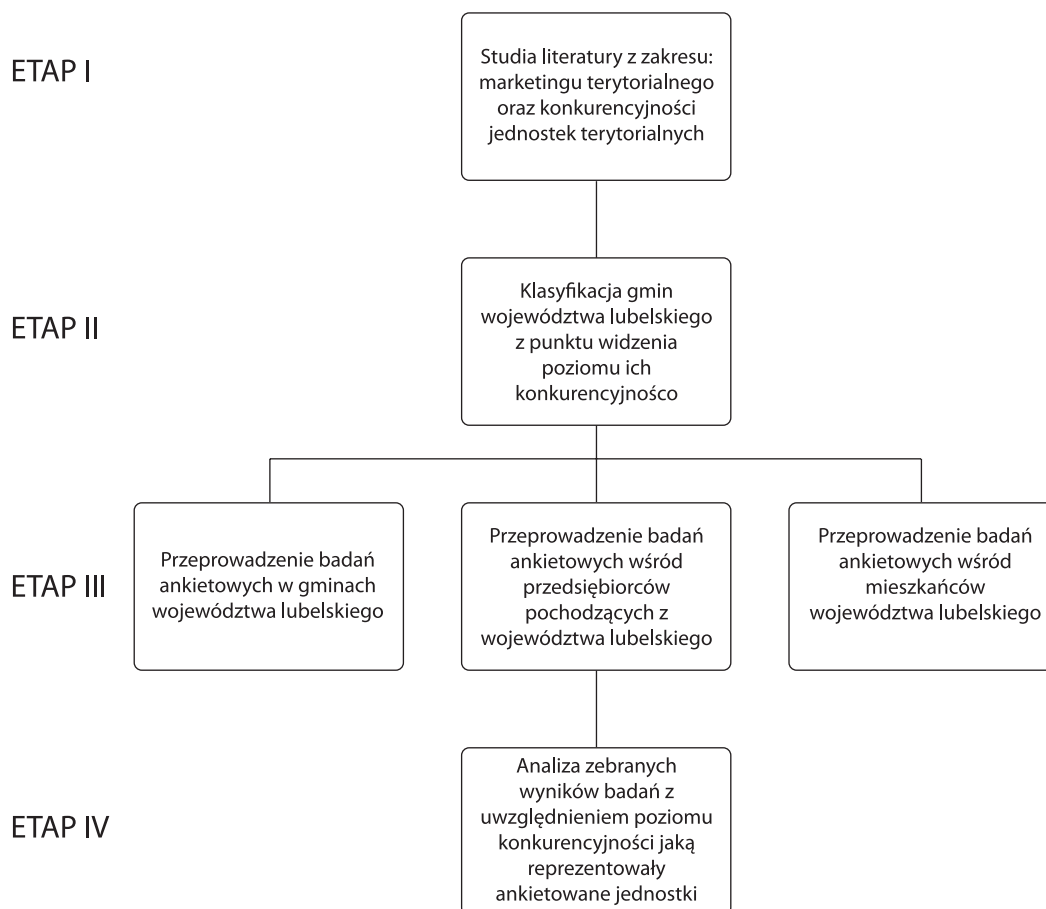 ETAP I
Studia literatury z zakresu:
marketingu terytorialnego
oraz konkurencyjności
jednostek terytorialnych
ETAP II
Klasyfikacja gmin
województwa lubelskiego
z punktu widzenia
poziomu ich
konkurencyjnośco
ETAP III
Przeprowadzenie badań
ankietowych w gminach
województwa lubelskiego
Przeprowadzenie badań
ankietowych wśród
przedsiębiorców
pochodzących z
województwa lubelskiego
Przeprowadzenie badań
ankietowych wśród
mieszkańców
województwa lubelskiego
ETAP IV
Analiza zebranych
wyników badań z
uwzględnieniem poziomu
konkurencyjności jaką
reprezentowały
ankietowane jednostki